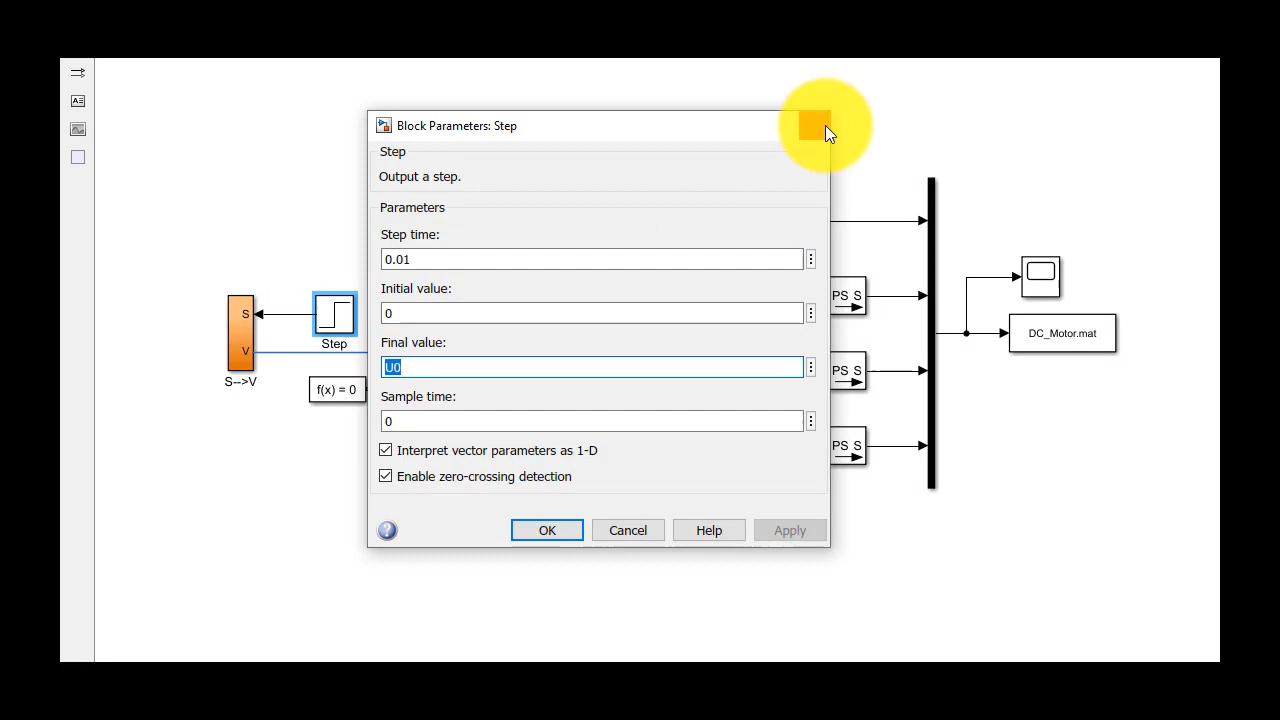 Block Parameters: Step
Step
Output a step.
Parameters
Step time:
0.01
Initial value:
0
Final value:
U0
Sample time:
0
Interpret vector parameters as 1-D
Enable zero-crossing detection
OK
Cancel
Help
Apply
S
V
S-->V
Step
f(x) = 0
PS S
PS S
PS S
DC_Motor.mat